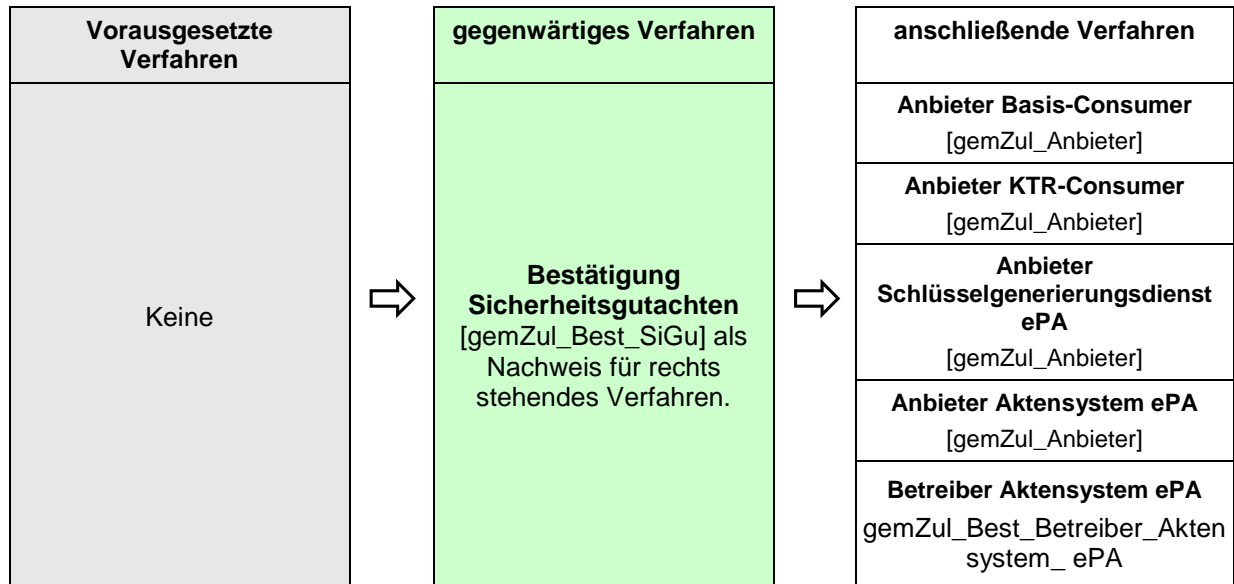 Vorausgesetzte
Verfahren
Keine
gegenwärtiges Verfahren
Bestätigung
Sicherheitsgutachten
[gemZul_Best_SiGu] als
Nachweis für rechts
stehendes Verfahren.
anschließende Verfahren
Anbieter Basis-Consumer
[gemZul_Anbieter]
Anbieter KTR-Consumer
[gemZul_Anbieter]
Anbieter
Schlüsselgenerierungsdienst
ePA
[gemZul_Anbieter]
Anbieter Aktensystem ePA
[gemZul_Anbieter]
Betreiber Aktensystem ePA
gemZul_Best_Betreiber_Akten
system_ ePA